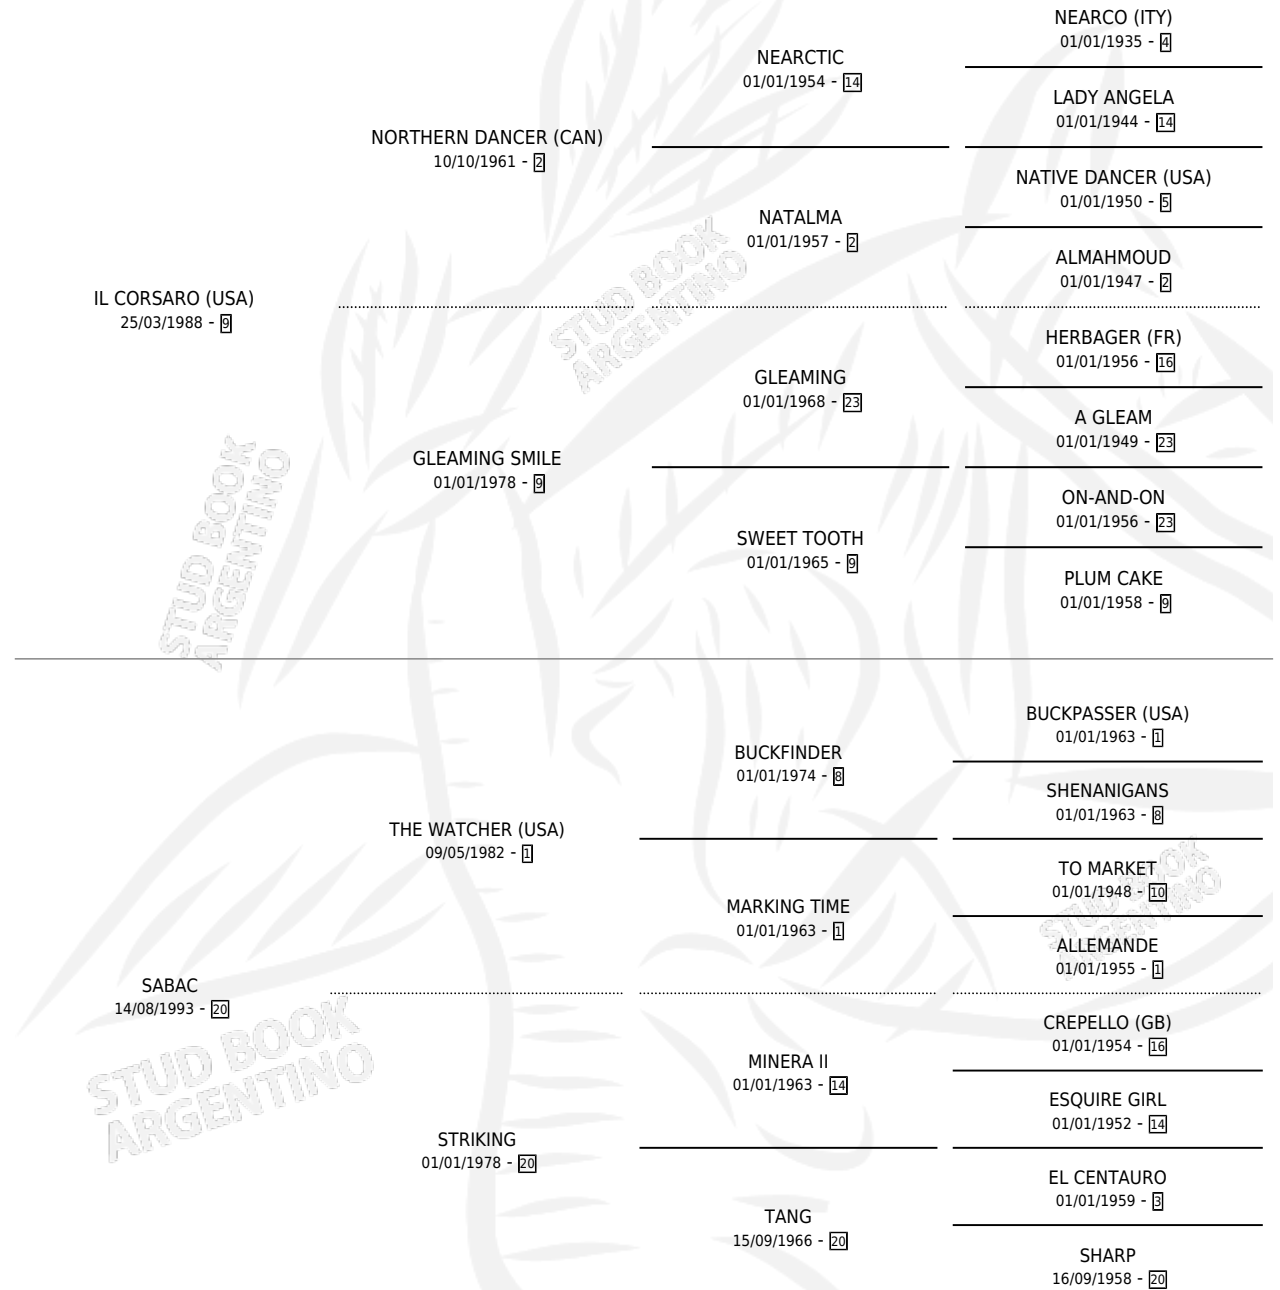 NEARCO (ITY)
01/01/1935 - 4
NEARCTIC
01/01/1954 - 14
LADY ANGELA
01/01/1944 - 14
NORTHERN DANCER (CAN)
10/10/1961 - 2
NATIVE DANCER (USA)
01/01/1950 - 5
NATALMA
01/01/1957 - 2
ALMAHMOUD
01/01/1947 - 2
IL CORSARO (USA)
25/03/1988 - 9
HERBAGER (FR)
01/01/1956 - 16
GLEAMING
01/01/1968 - 23
A GLEAM
01/01/1949 - 23
GLEAMING SMILE
01/01/1978 - 9
ON-AND-ON
01/01/1956 - 23
SWEET TOOTH
01/01/1965 - 9
PLUM CAKE
01/01/1958 - 9
STUD BOOK
ARGENTINO
STUD BOOK
ARGENTINO
BUCKPASSER (USA)
01/01/1963 - 1
BUCKFINDER
01/01/1974 - 8
SHENANIGANS
01/01/1963 - 8
THE WATCHER (USA)
09/05/1982 - 1
TO MARKET
01/01/1948 - 10
MARKING TIME
01/01/1963 - 1
ALLEMANDE
01/01/1955 - 1
SABAC
14/08/1993 - 20
CREPELLO (GB)
01/01/1954 - 16
MINERA II
01/01/1963 - 14
ESQUIRE GIRL
01/01/1952 - 14
STRIKING
01/01/1978 - 20
EL CENTAURO
01/01/1959 - 3
TANG
15/09/1966 - 20
SHARP
16/09/1958 - 20
STUD BOOK
ARGENTINO
STUD BOOK
ARGENTINO